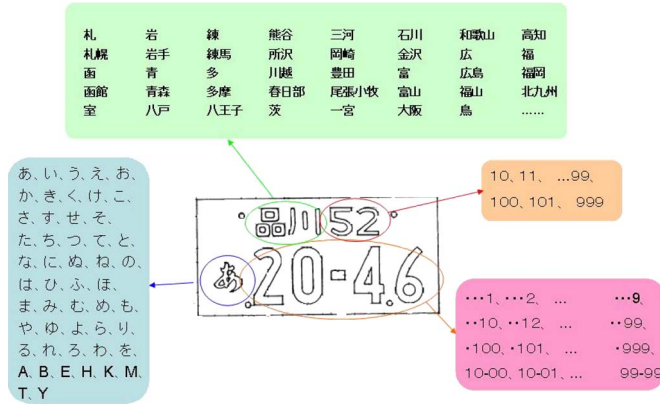 札 岩 練 熊谷 三河 石川 和歌山 高知
札幌 岩手 練馬 所沢 岡崎 金沢 広 福
函 青 多 川越 豊田 富 広島 福岡
函館 青森 多摩 春日部 尾張小牧 富山 福山 北九州
室 八戸 八王子 茨 一宮 大阪 鳥 ......
あ、い、う、え、お、
か、き、く、け、こ、
さ、す、せ、そ、
た、ち、つ、て、と、
な、に、ぬ、ね、の、
は、ひ、ふ、ほ、
ま、み、む、め、も、
や、ゆ、よ、ら、り、
る、れ、ろ、わ、を、
A、B、E、H、K、M、
T、Y
品川52
あ 20-46
10、11、 ...99、
100、101、 999
・・・1、・・・2、 ... ・・・9、
・・10、・・12、 ... ・・99、
・100、・101、 ... ・999、
10-00、10-01、... 99-99